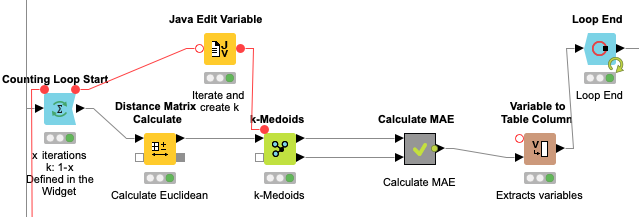 Java Edit Variable
Iterate and
create k
Loop End
Loop End
Counting Loop Start
x iterations
k: 1-x
Defined in the
Widget
Distance Matrix
Calculate
Calculate Euclidean
k-Medoids
k-Medoids
Calculate MAE
Calculate MAE
Variable to
Table Column
Extracts variables